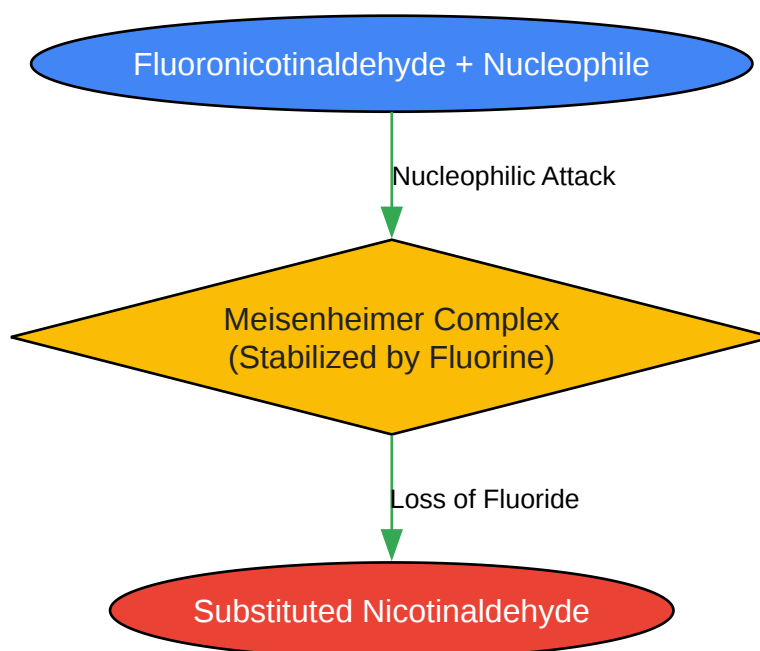 Fluoronicotinaldehyde + Nucleophile
Nucleophilic Attack
Meisenheimer Complex
(Stabilized by Fluorine)
Loss of Fluoride
Substituted Nicotinaldehyde